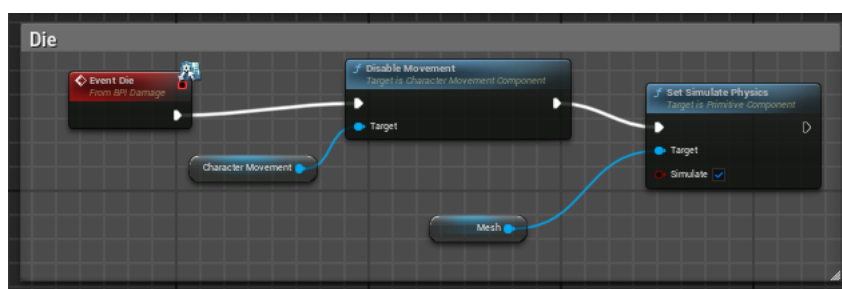 Die
Event Die
From BPI Damage
Disable Movement
Target is Character Movement Component
Target
Character Movement
Set Simulate Physics
Target is Primitive Component
Target
Simulate
Mesh